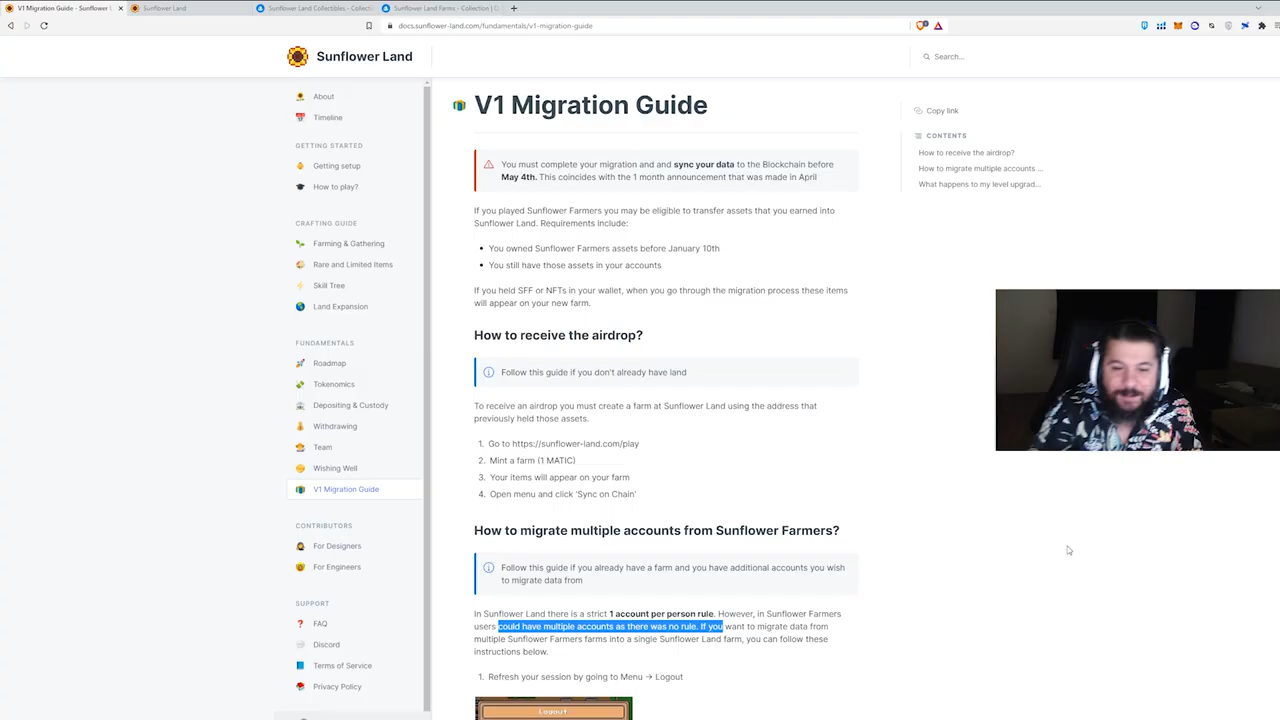 V1 Migration Guide - Sunflower L
Sunflower Land
Sunflower Land Collectibles - Collecti
Sunflower Land Farms - Collection | O
docs.sunflower-land.com/fundamentals/v1-migration-guide
Sunflower Land
Search...
About
Timeline
GETTING STARTED
Getting setup
How to play?
CRAFTING GUIDE
Farming & Gathering
Rare and Limited Items
Skill Tree
Land Expansion
FUNDAMENTALS
Roadmap
Tokenomics
Depositing & Custody
Withdrawing
Team
Wishing Well
V1 Migration Guide
CONTRIBUTORS
For Designers
For Engineers
SUPPORT
FAQ
Discord
Terms of Service
Privacy Policy
V1 Migration Guide
You must complete your migration and and sync your data to the Blockchain before
May 4th. This coincides with the 1 month announcement that was made in April
If you played Sunflower Farmers you may be eligible to transfer assets that you earned into
Sunflower Land. Requirements include:
• You owned Sunflower Farmers assets before January 10th
• You still have those assets in your accounts
If you held SFF or NFTs in your wallet, when you go through the migration process these items
will appear on your new farm.
How to receive the airdrop?
Follow this guide if you don't already have land
To receive an airdrop you must create a farm at Sunflower Land using the address that
previously held those assets.
1. Go to https://sunflower-land.com/play
2. Mint a farm (1 MATIC)
3. Your items will appear on your farm
4. Open menu and click 'Sync on Chain'
How to migrate multiple accounts from Sunflower Farmers?
Follow this guide if you already have a farm and you have additional accounts you wish
to migrate data from
In Sunflower Land there is a strict 1 account per person rule. However, in Sunflower Farmers
users could have multiple accounts as there was no rule. If you want to migrate data from
multiple Sunflower Farmers farms into a single Sunflower Land farm, you can follow these
instructions below.
1. Refresh your session by going to Menu → Logout
Logout
Copy link
CONTENTS
How to receive the airdrop?
How to migrate multiple accounts ...
What happens to my level upgrad...